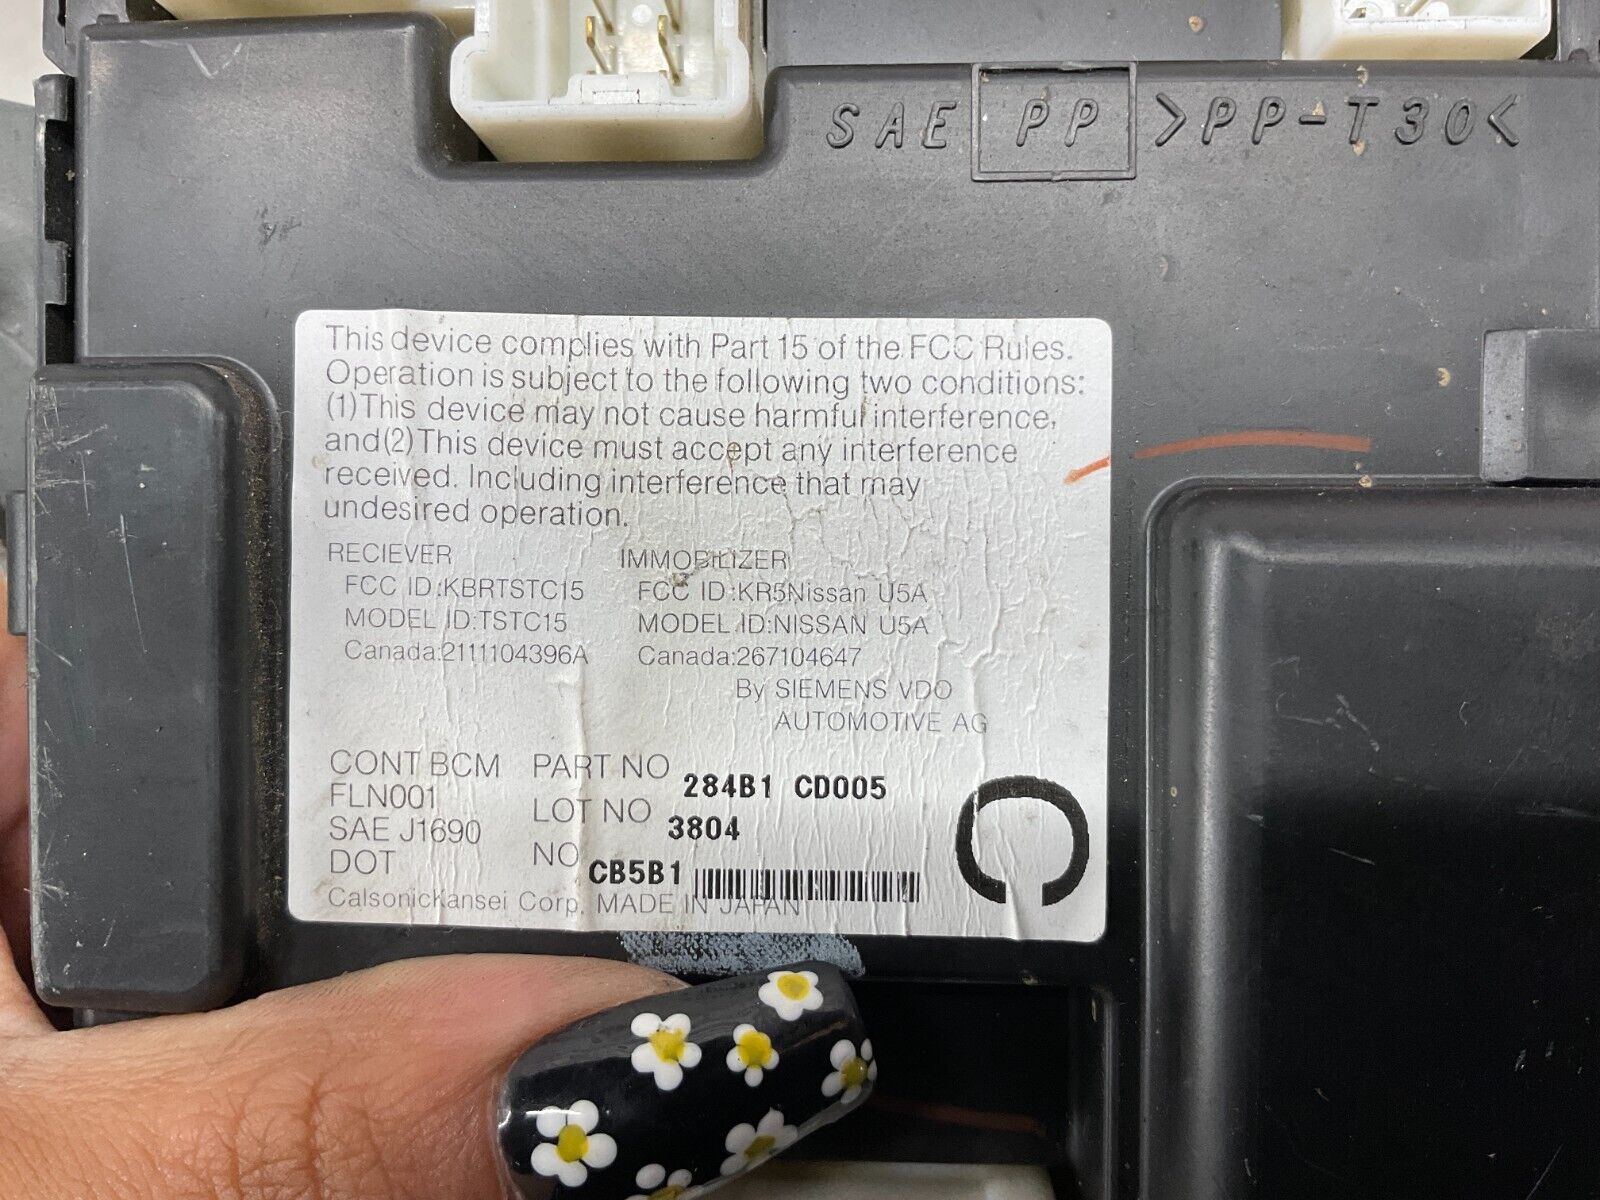 SAE PP >PP-T30<
This device complies with Part 15 of the FCC Rules.
Operation is subject to the following two conditions:
(1)This device may not cause harmful interference,
and(2)This device must accept any interference
received. Including interference that may
undesired operation.
RECIEVER IMMOBILIZER
FCC ID:KBRTSTC15 FCC ID:KR5Nissan U5A
MODEL ID:TSTC15 MODEL ID:NISSAN U5A
Canada:2111104396A Canada:267104647
By SIEMENS VDO
AUTOMOTIVE AG
CONT BCM PART NO 284B1 CD005
FLN001 LOT NO 3804
SAE J1690
DOT NO CB5B1
CalsonicKansei Corp. MADE IN JAPAN
C